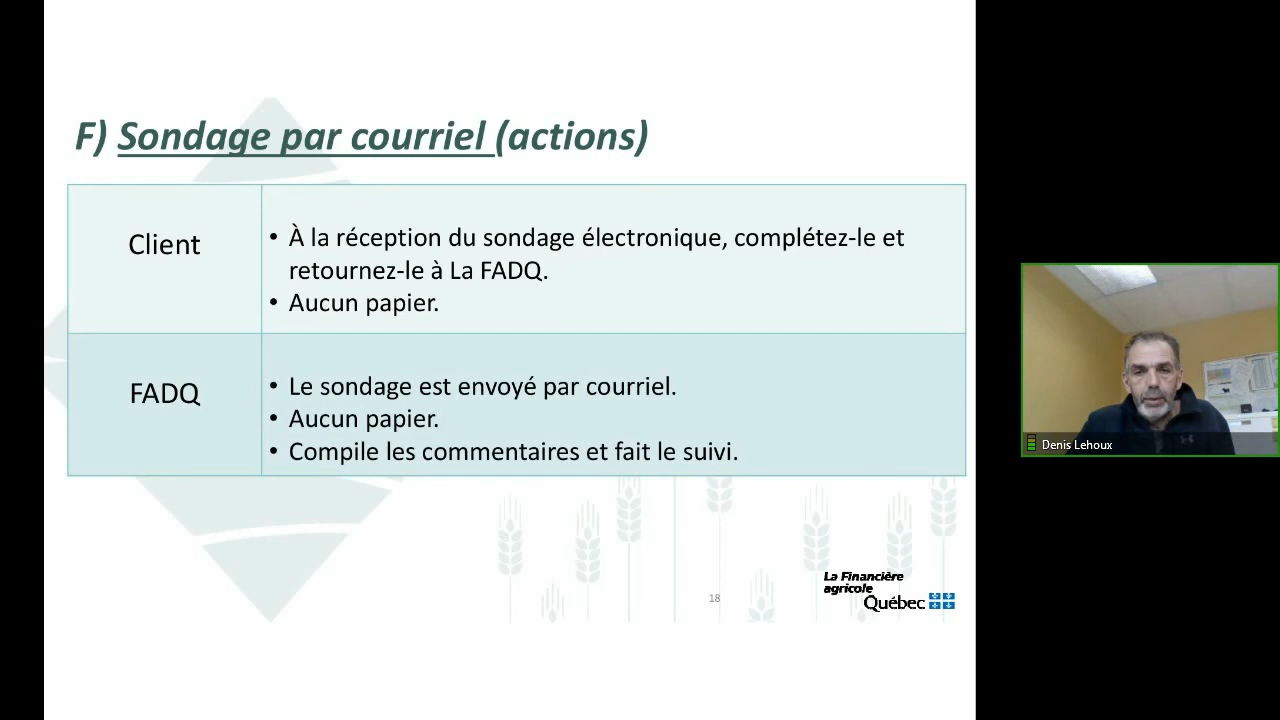 F) Sondage par courriel (actions)
Client
• À la réception du sondage électronique, complétez-le et
retournez-le à La FADQ.
• Aucun papier.
FADQ
• Le sondage est envoyé par courriel.
• Aucun papier.
• Compile les commentaires et fait le suivi.
18
La Financière
agricole
Québec
Denis Lehoux